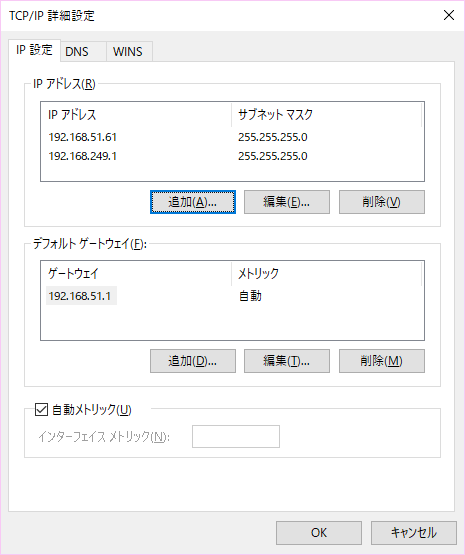 TCP/IP 詳細設定
IP 設定 DNS WINS
IP アドレス(R)
IP アドレス サブネット マスク
192.168.51.61 255.255.255.0
192.168.249.1 255.255.255.0
追加(A)... 編集(E)... 削除(V)
デフォルト ゲートウェイ(F):
ゲートウェイ メトリック
192.168.51.1 自動
追加(D)... 編集(T)... 削除(M)
自動メトリック(U)
インターフェイス メトリック(N):
OK キャンセル